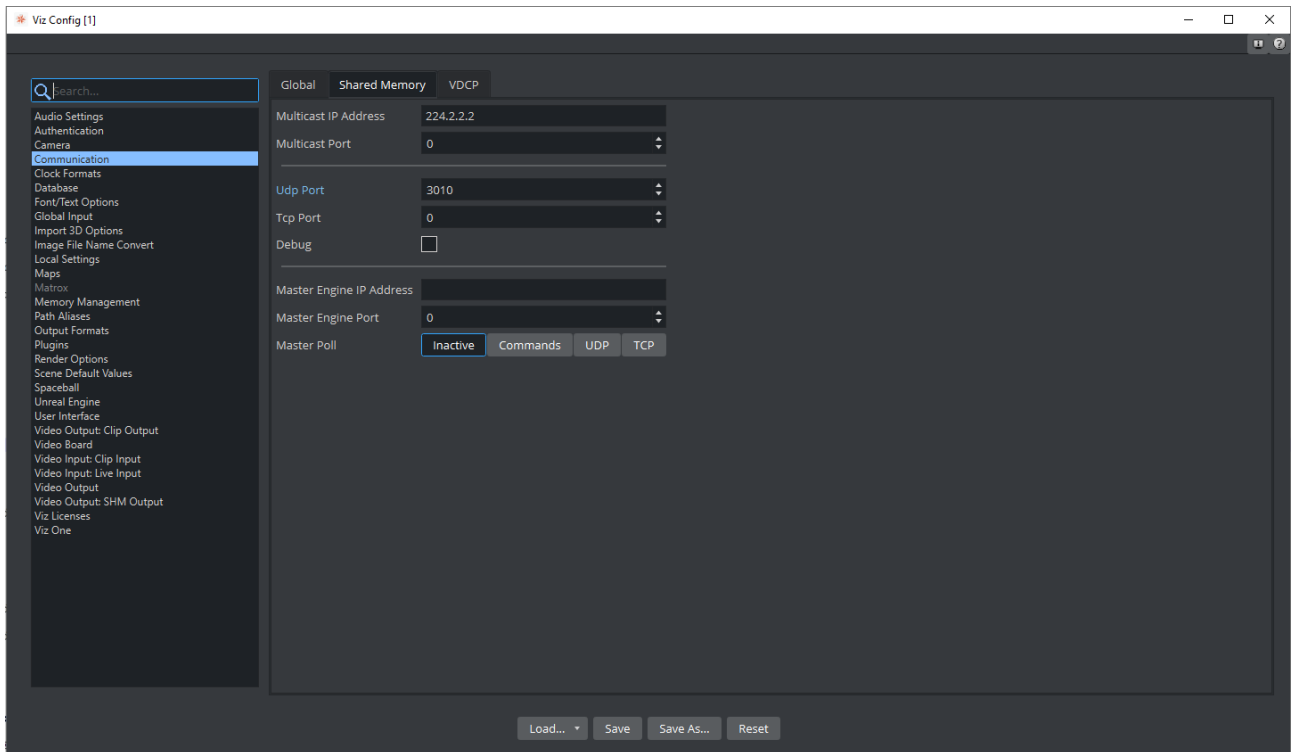 Viz Config [1]
Search...
Audio Settings
Authentication
Camera
Communication
Clock Formats
Database
Font/Text Options
Global Input
Import 3D Options
Image File Name Convert
Local Settings
Maps
Matrox
Memory Management
Path Aliases
Output Formats
Plugins
Render Options
Scene Default Values
Spaceball
Unreal Engine
User Interface
Video Output: Clip Output
Video Board
Video Input: Clip Input
Video Input: Live Input
Video Output
Video Output: SHM Output
Viz Licenses
Viz One
Global Shared Memory VDCP
Multicast IP Address 224.2.2.2
Multicast Port 0
Udp Port 3010
Tcp Port 0
Debug
Master Engine IP Address
Master Engine Port 0
Master Poll Inactive Commands UDP TCP
Load... Save Save As... Reset